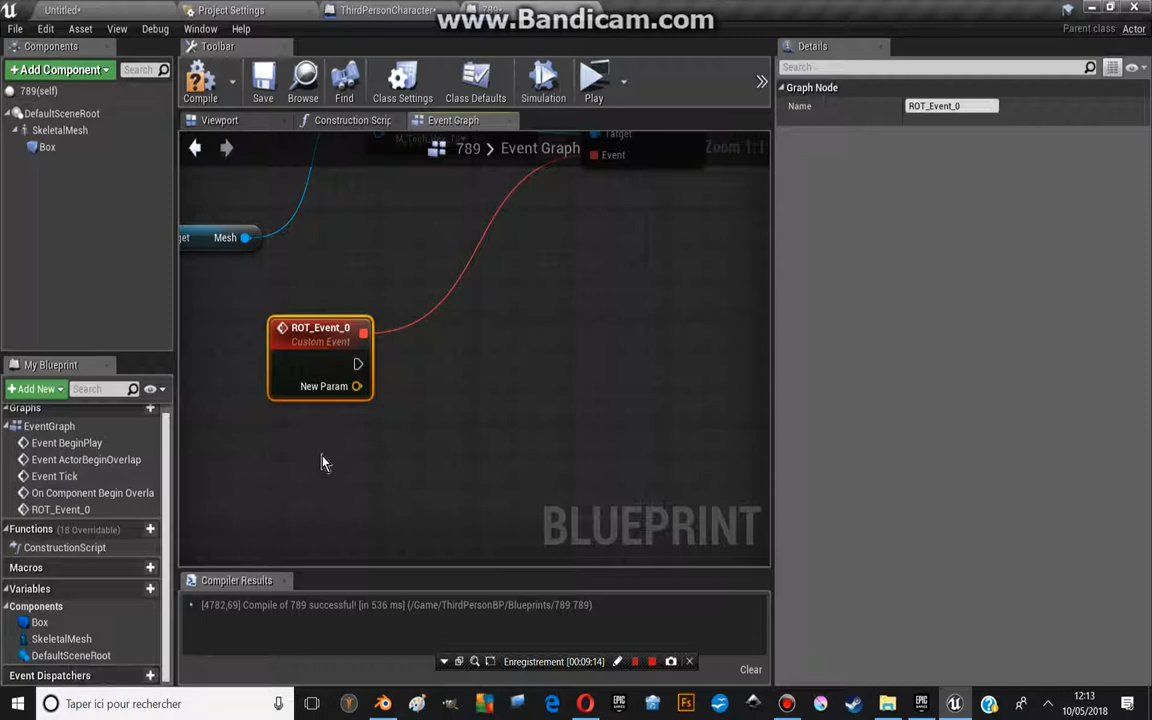 Untitled•
Project Settings
ThirdPersonCharacter•
www.Bandicam.com
File Edit Asset View Debug Window Help
Parent class: Actor
Components
Toolbar
Details
+ Add Component
Search
Compile
Save
Browse
Find
Class Settings
Class Defaults
Simulation
Play
Search
789(self)
DefaultSceneRoot
SkeletalMesh
Box
Graph Node
Name ROT_Event_0
Viewport
Construction Scrip
Event Graph
Target
789 > Event Graph
Event
Zoom 1:1
Mesh
ROT_Event_0
Custom Event
New Param
BLUEPRINT
My Blueprint
+Add New
Search
Graphs
EventGraph
Event BeginPlay
Event ActorBeginOverlap
Event Tick
On Component Begin Overla
ROT_Event_0
Functions (18 Overridable)
ConstructionScript
Macros
Variables
Components
Box
SkeletalMesh
DefaultSceneRoot
Event Dispatchers
Compiler Results
• [4782,69] Compile of 789 successful! [in 536 ms] (/Game/ThirdPersonBP/Blueprints/789.789)
Enregistrement [00:09:14]
Clear
Taper ici pour rechercher
12:13
10/05/2018